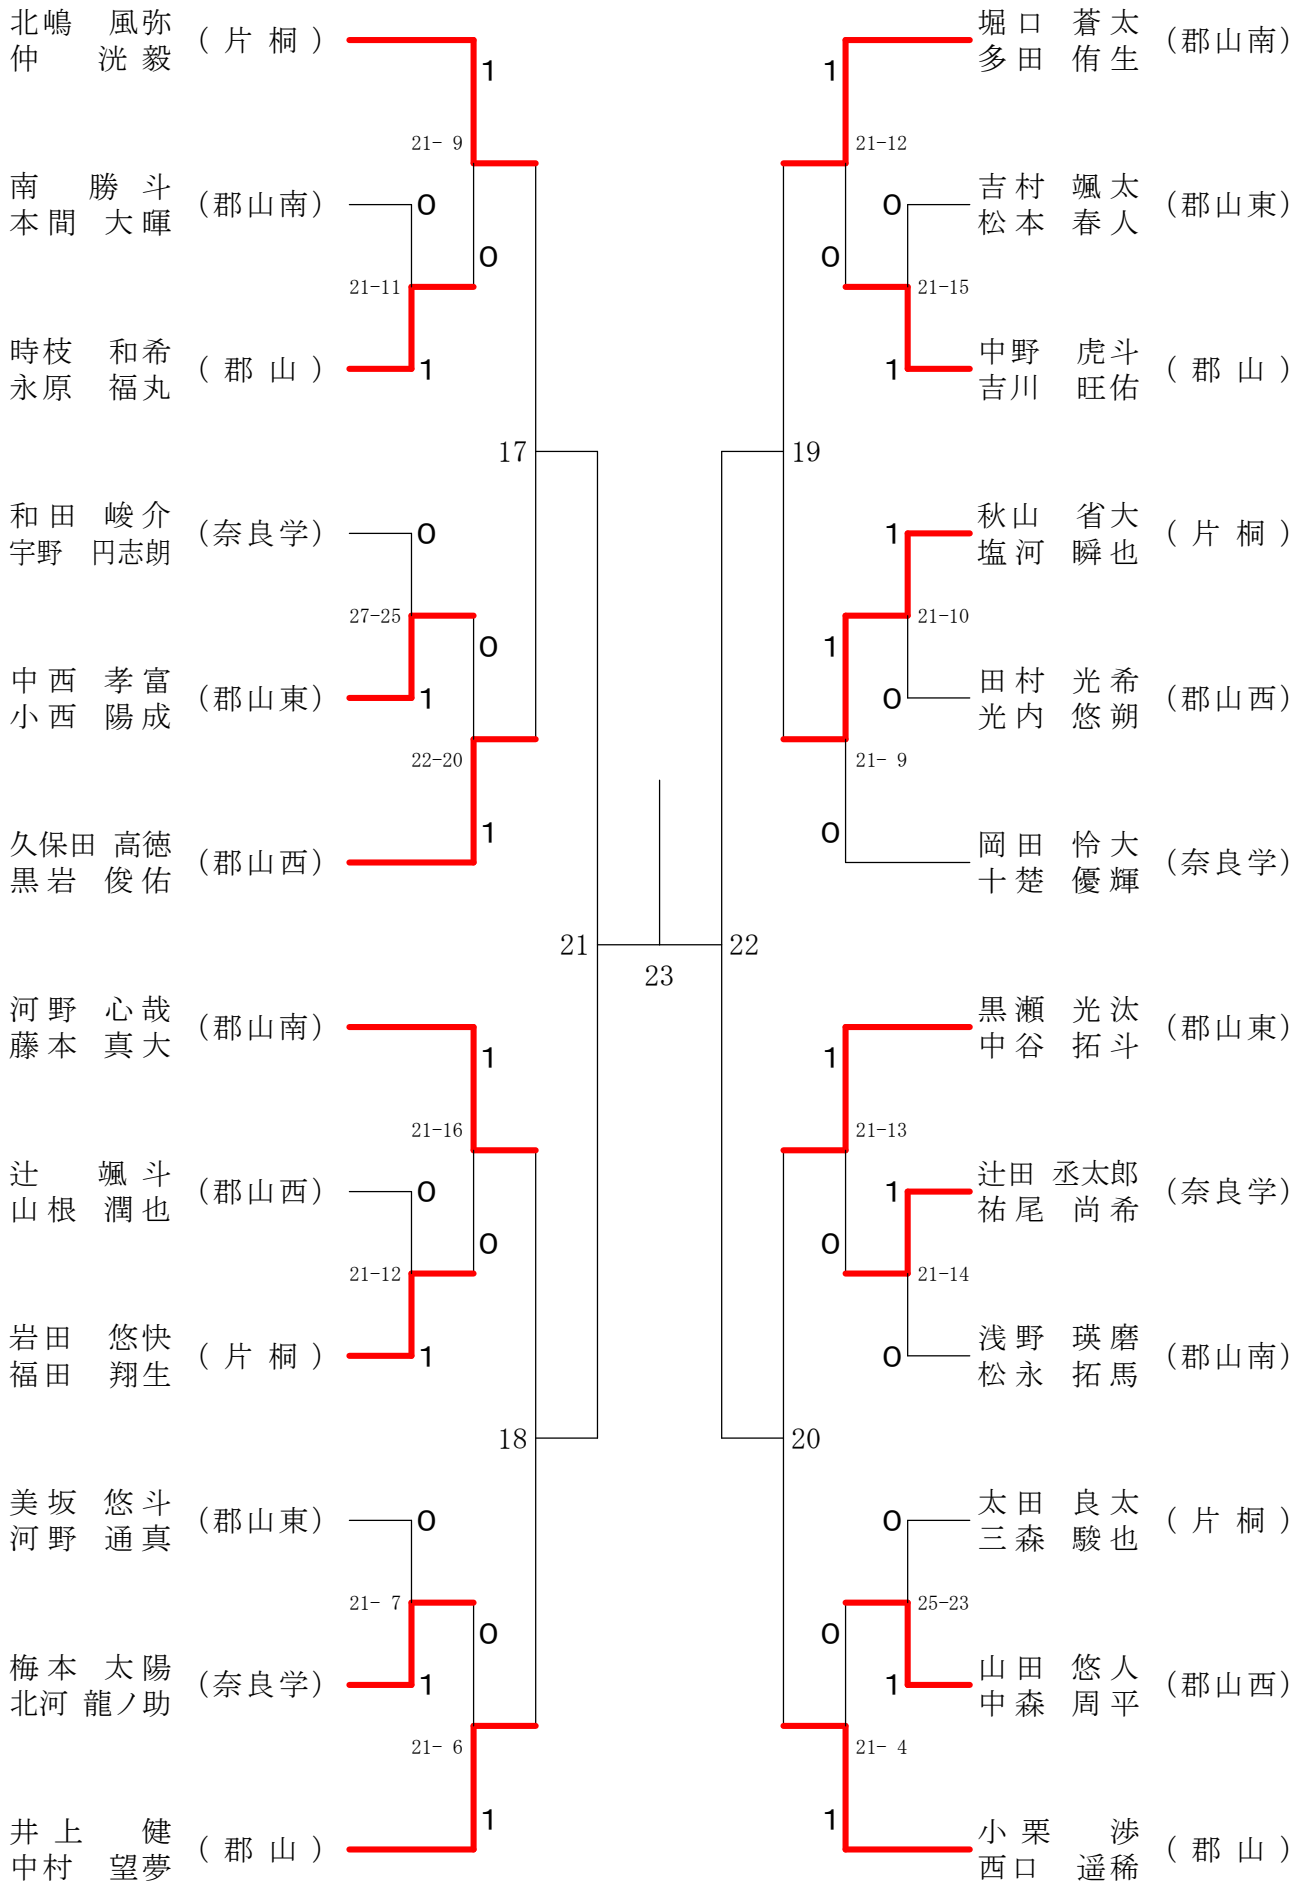 北嶋 風弥
仲 洸毅
(片桐)
1
21- 9
南 勝斗
本間 大暉
(郡山南)
0
0
21-11
時枝 和希
永原 福丸
(郡山)
1
17
和田 峻介
宇野 円志朗
(奈良学)
0
27-25
0
中西 孝富
小西 陽成
(郡山東)
1
22-20
久保田 高徳
黒岩 俊佑
(郡山西)
1
21
河野 心哉
藤本 真大
(郡山南)
1
21-16
辻 颯斗
山根 潤也
(郡山西)
0
0
21-12
岩田 悠快
福田 翔生
(片桐)
1
18
美坂 悠斗
河野 通真
(郡山東)
0
21- 7
0
梅本 太陽
北河 龍ノ助
(奈良学)
1
21- 6
井上 健
中村 望夢
(郡山)
1
23
堀口 蒼太
多田 侑生
(郡山南)
1
21-12
吉村 颯太
松本 春人
(郡山東)
0
0
21-15
中野 虎斗
吉川 旺佑
(郡山)
1
19
秋山 省大
塩河 瞬也
(片桐)
1
21-10
1
田村 光希
光内 悠朔
(郡山西)
0
21- 9
岡田 怜大
十楚 優輝
(奈良学)
0
22
黒瀬 光汰
中谷 拓斗
(郡山東)
1
21-13
辻田 丞太郎
祐尾 尚希
(奈良学)
1
0
21-14
浅野 瑛磨
松永 拓馬
(郡山南)
0
20
太田 良太
三森 駿也
(片桐)
0
25-23
0
山田 悠人
中森 周平
(郡山西)
1
21- 4
小栗 渉
西口 遥稀
(郡山)
1